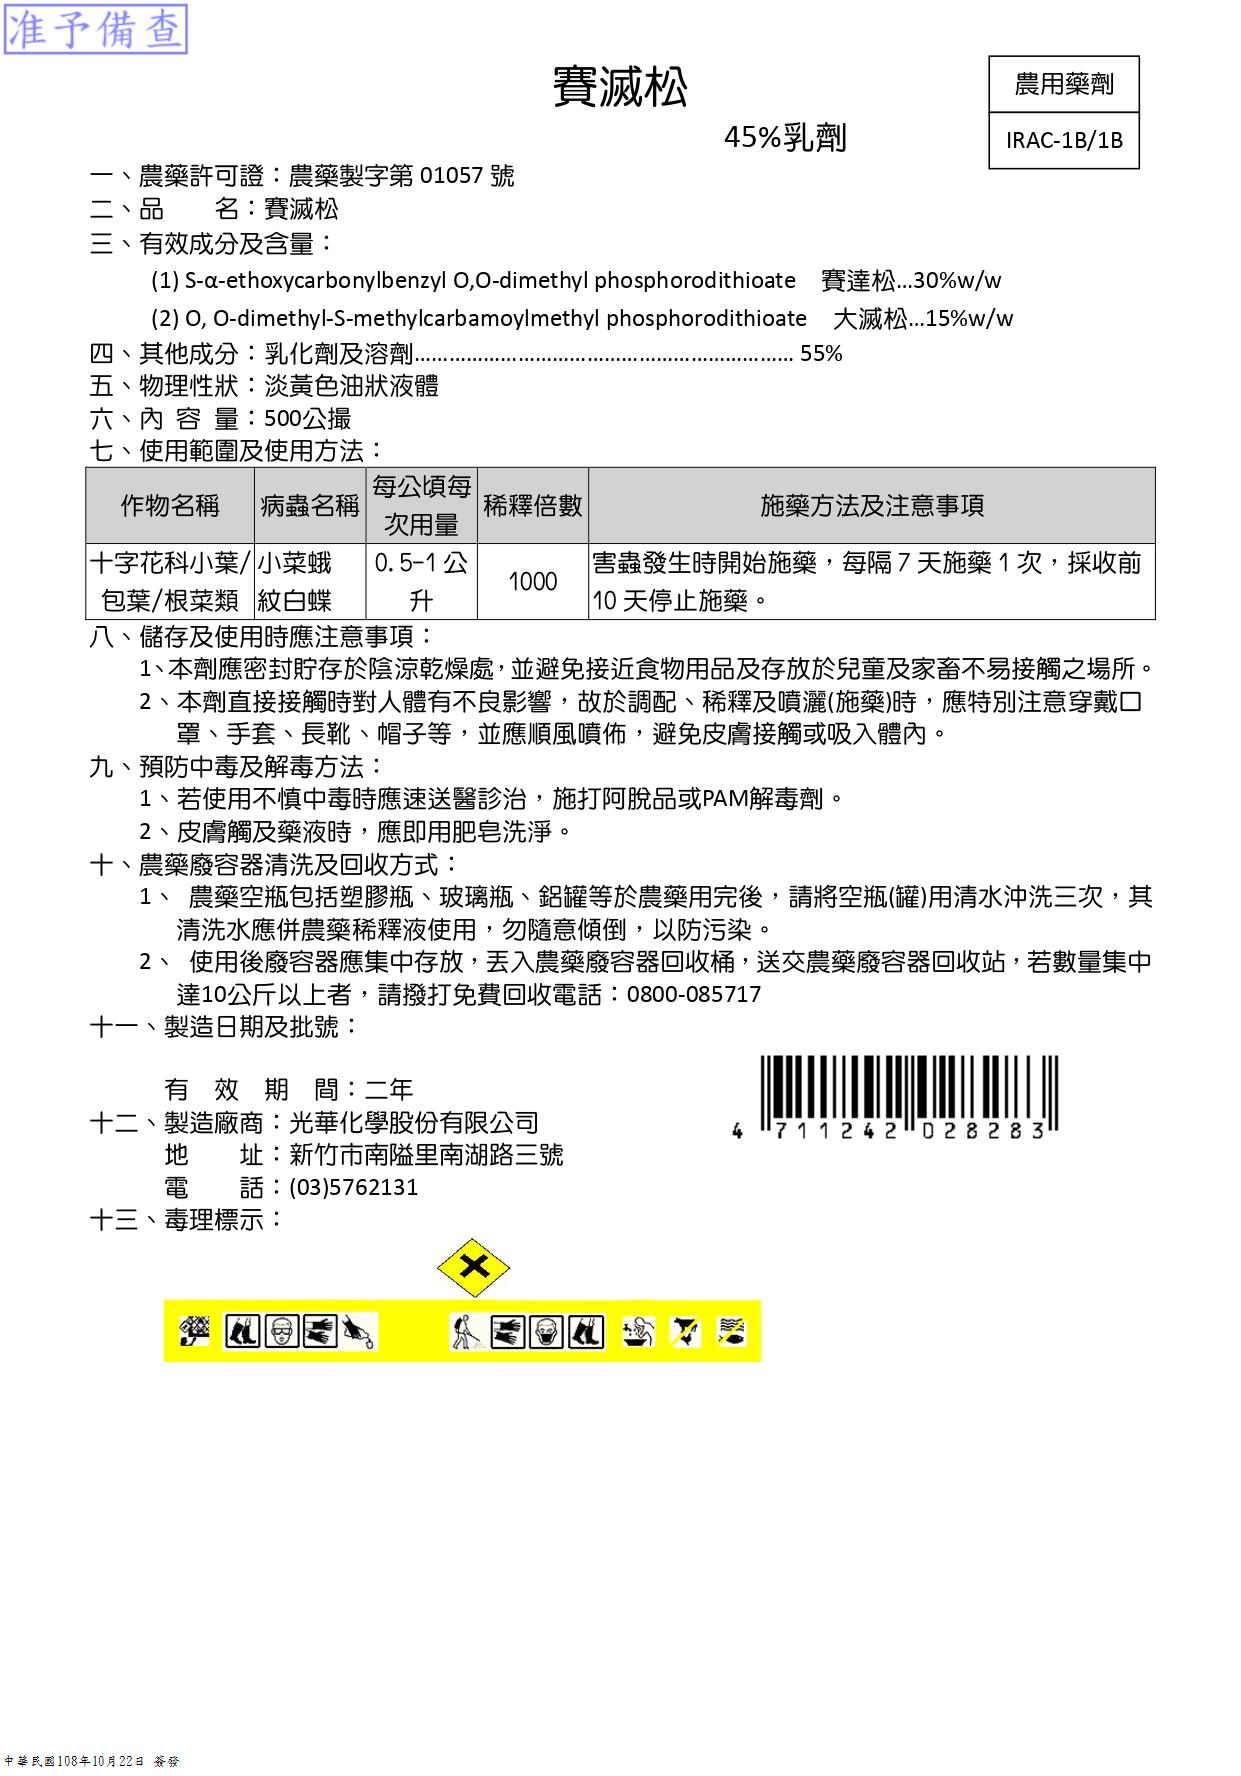 准予備查
賽滅松
農用藥劑
45%乳劑
IRAC-1B/1B
一、農藥許可證：農藥製字第 01057 號
二、品　　名：賽滅松
三、有效成分及含量：
(1) S-α-ethoxycarbonylbenzyl O,O-dimethyl phosphorodithioate　賽達松...30%w/w
(2) O, O-dimethyl-S-methylcarbamoylmethyl phosphorodithioate　大滅松...15%w/w
四、其他成分：乳化劑及溶劑.................................................................. 55%
五、物理性狀：淡黃色油狀液體
六、內 容 量：500公撮
七、使用範圍及使用方法：
作物名稱 病蟲名稱 每公頃每次用量 稀釋倍數 施藥方法及注意事項
十字花科小葉/ 小菜蛾 0.5-1 公 1000 害蟲發生時開始施藥，每隔 7 天施藥 1 次，採收前
包葉/根菜類 紋白蝶 升 10 天停止施藥。
八、儲存及使用時應注意事項：
1、本劑應密封貯存於陰涼乾燥處，並避免接近食物用品及存放於兒童及家畜不易接觸之場所。
2、本劑直接接觸時對人體有不良影響，故於調配、稀釋及噴灑(施藥)時，應特別注意穿戴口
罩、手套、長靴、帽子等，並應順風噴佈，避免皮膚接觸或吸入體內。
九、預防中毒及解毒方法：
1、若使用不慎中毒時應速送醫診治，施打阿脫品或PAM解毒劑。
2、皮膚觸及藥液時，應即用肥皂洗淨。
十、農藥廢容器清洗及回收方式：
1、 農藥空瓶包括塑膠瓶、玻璃瓶、鋁罐等於農藥用完後，請將空瓶(罐)用清水沖洗三次，其
清洗水應併農藥稀釋液使用，勿隨意傾倒，以防污染。
2、 使用後廢容器應集中存放，丟入農藥廢容器回收桶，送交農藥廢容器回收站，若數量集中
達10公斤以上者，請撥打免費回收電話：0800-085717
十一、製造日期及批號：
有　效　期　間：二年
十二、製造廠商：光華化學股份有限公司
地　　址：新竹市南隘里南湖路三號
電　　話：(03)5762131
4 711242 028283
十三、毒理標示：
中華民國108年10月22日 簽發